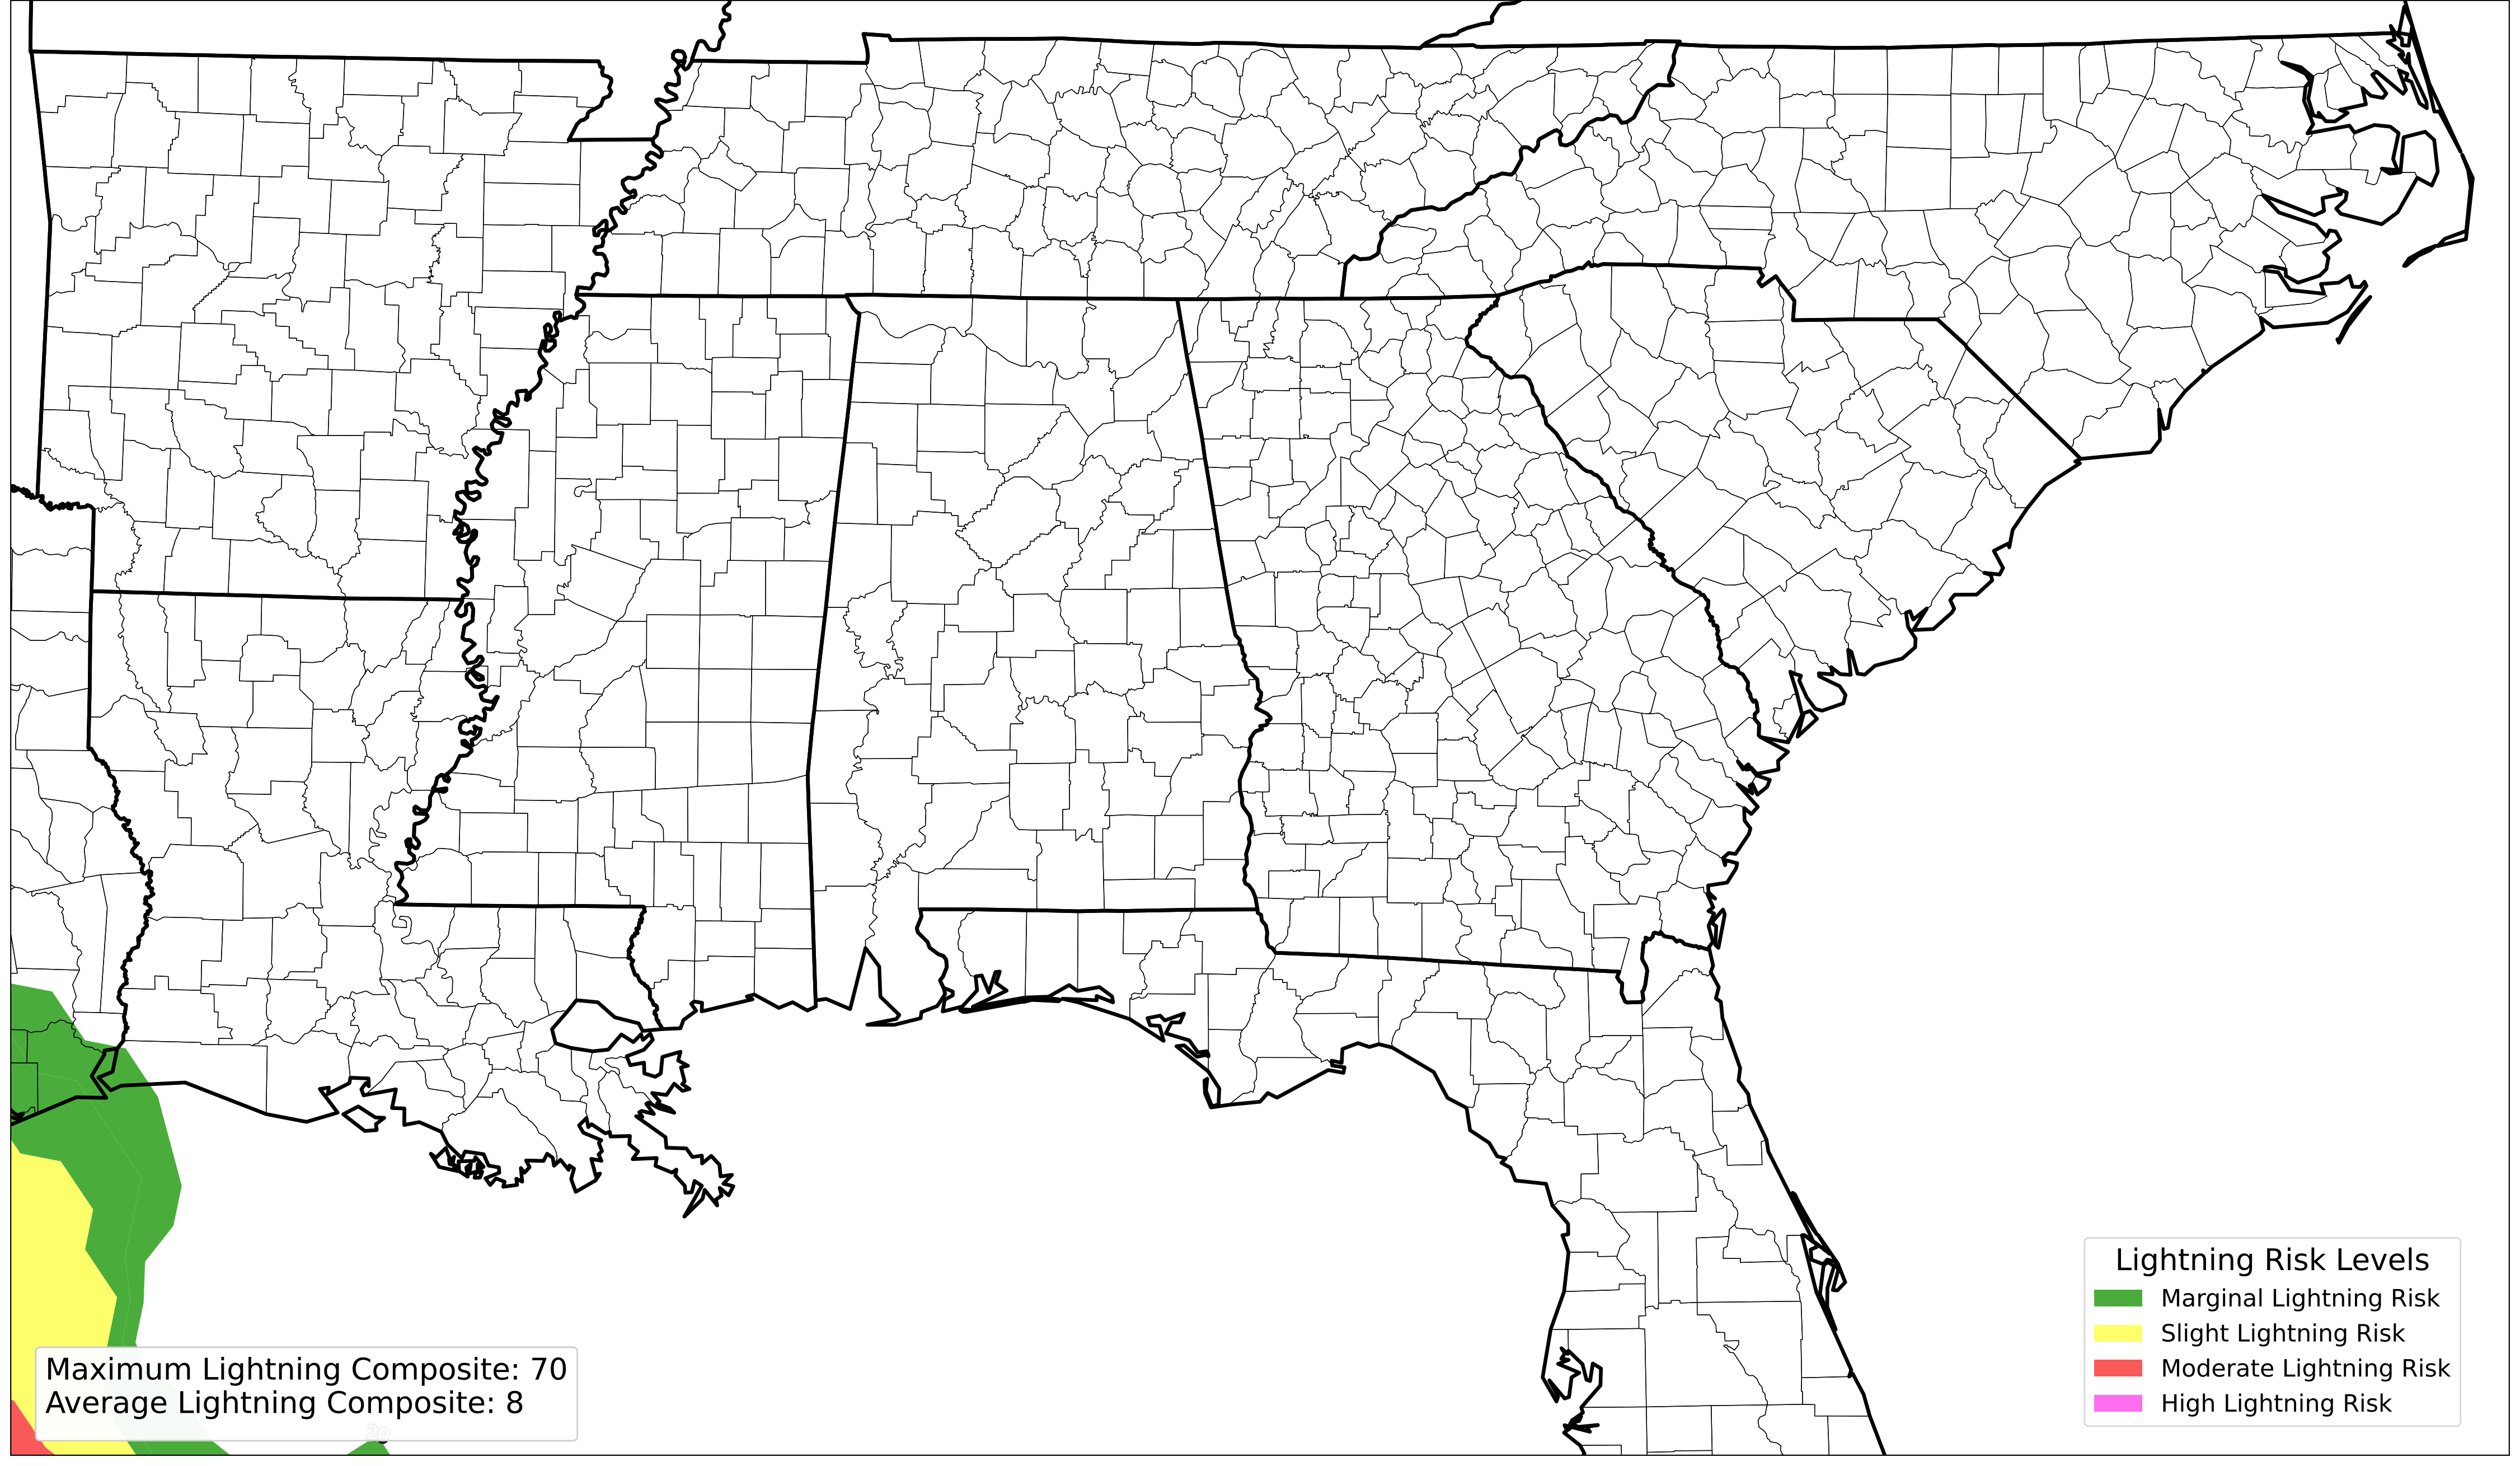 Maximum Lightning Composite: 70
Average Lightning Composite: 8
20
Lightning Risk Levels
Marginal Lightning Risk
Slight Lightning Risk
Moderate Lightning Risk
High Lightning Risk